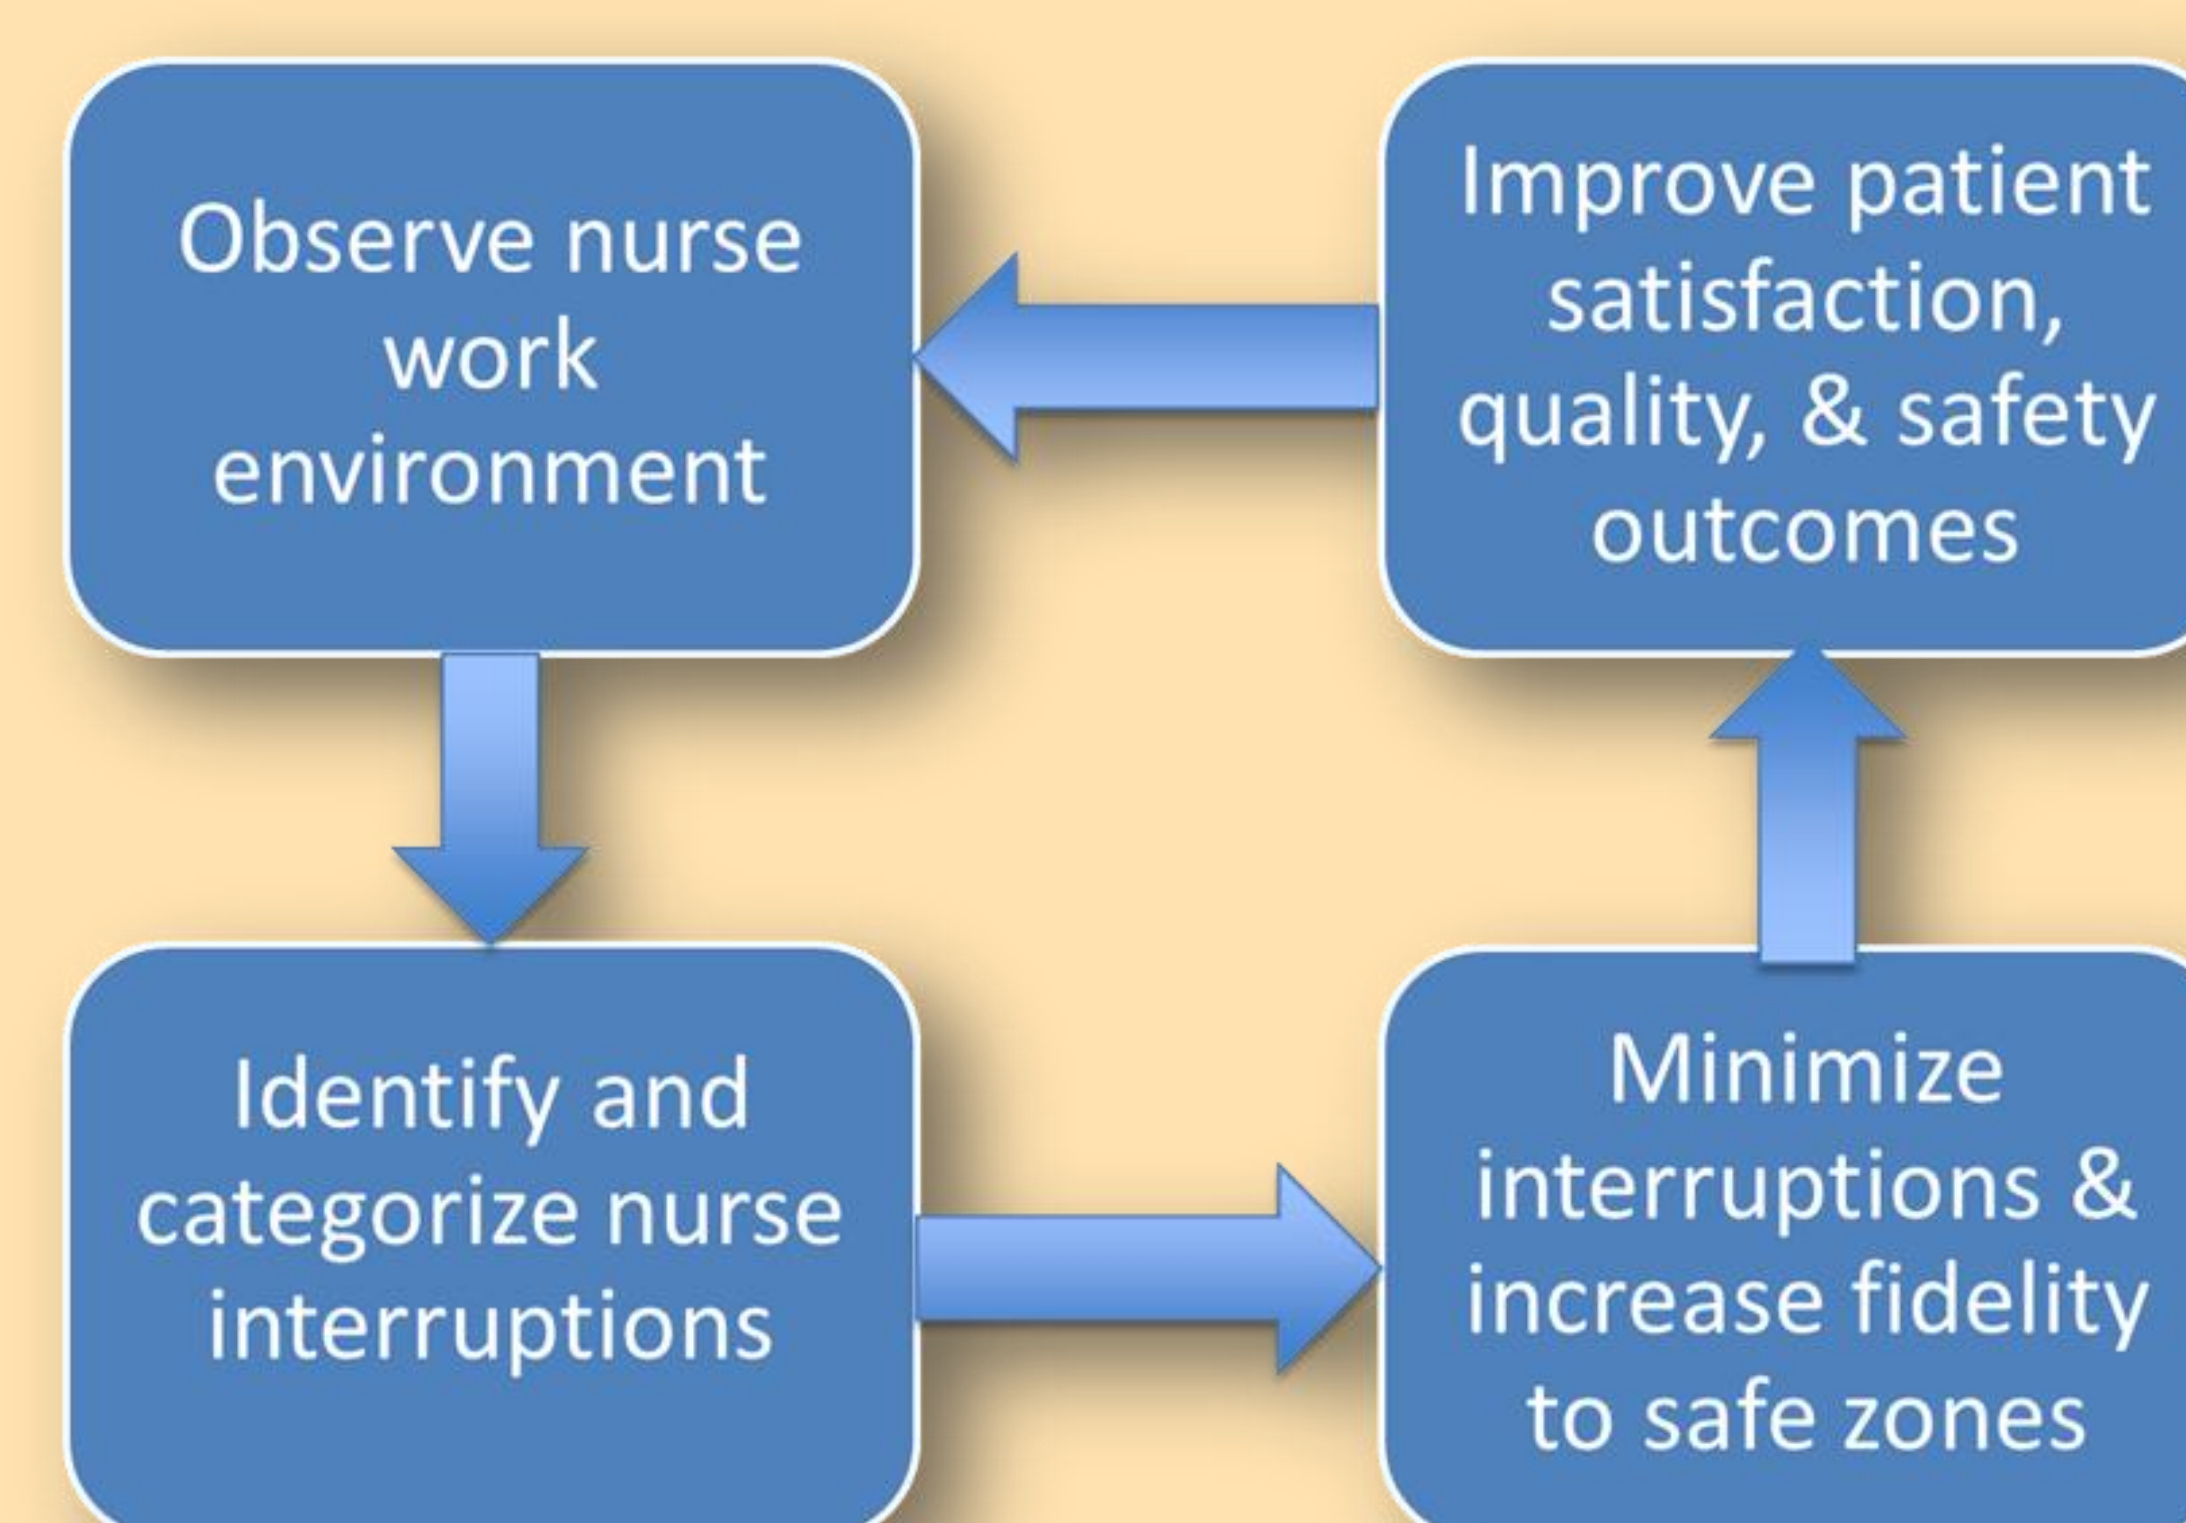 Observe nurse
work
environment
Improve patient
satisfaction,
quality, & safety
outcomes
Identify and
categorize nurse
interruptions
Minimize
interruptions &
increase fidelity
to safe zones